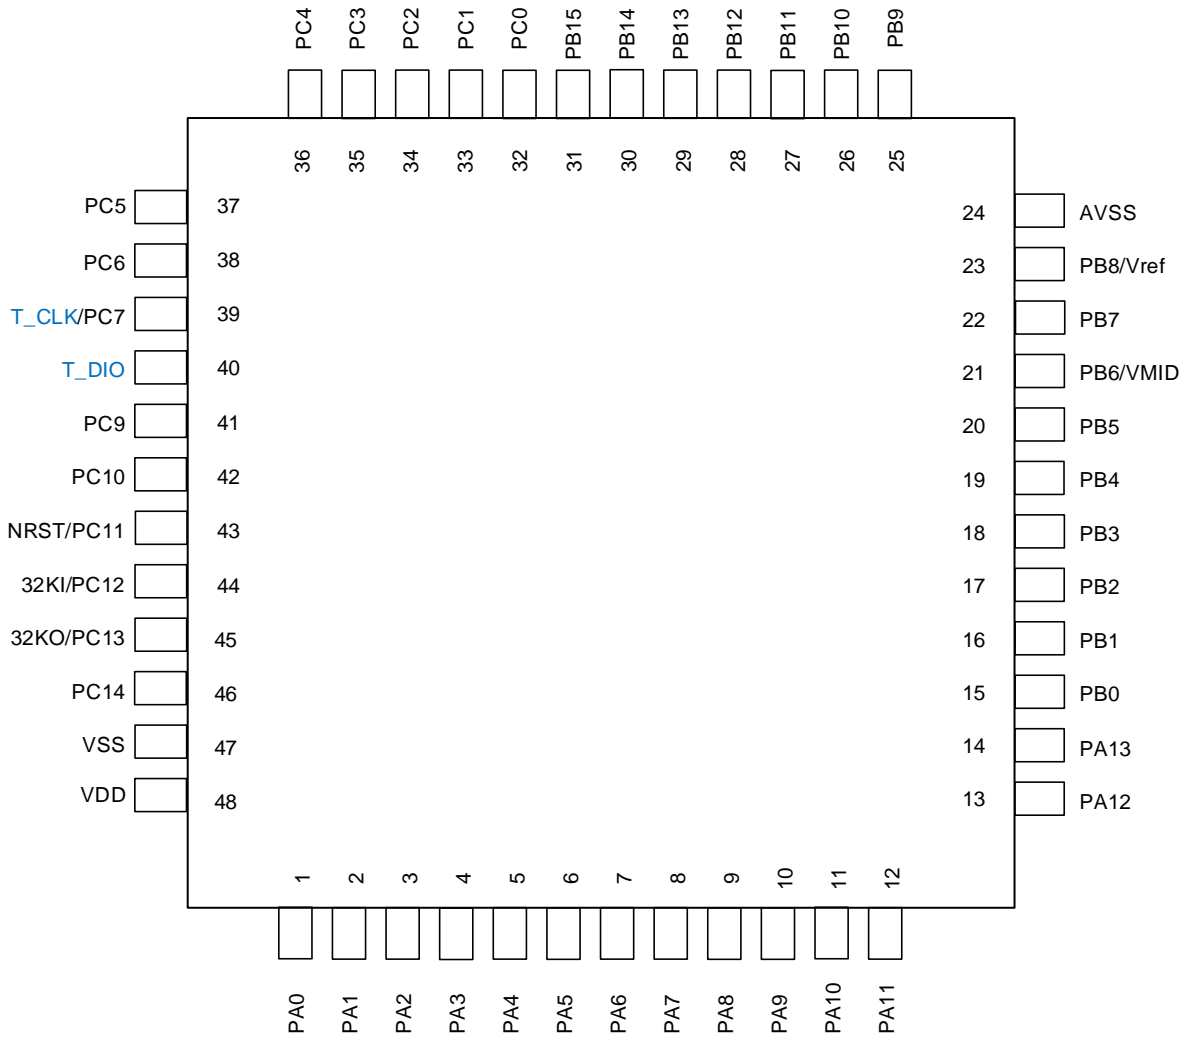 PC4 PC3 PC2 PC1 PC0 PB15 PB14 PB13 PB12 PB11 PB10 PB9
36 35 34 33 32 31 30 29 28 27 26 25
PC5 37
PC6 38
T_CLK/PC7 39
T_DIO 40
PC9 41
PC10 42
NRST/PC11 43
32KI/PC12 44
32KO/PC13 45
PC14 46
VSS 47
VDD 48
24 AVSS
23 PB8/Vref
22 PB7
21 PB6/VMID
20 PB5
19 PB4
18 PB3
17 PB2
16 PB1
15 PB0
14 PA13
13 PA12
1 2 3 4 5 6 7 8 9 10 11 12
PA0 PA1 PA2 PA3 PA4 PA5 PA6 PA7 PA8 PA9 PA10 PA11